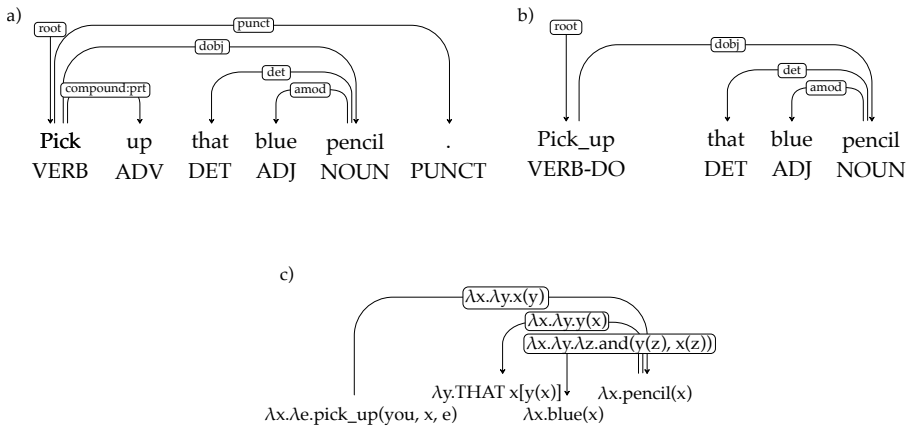 a)
b)
root
punct
root
dobj
dobj
det
det
compound:prt
amod
amod
Pick up that blue pencil .
Pick_up that blue pencil
VERB ADV DET ADJ NOUN PUNCT
VERB-DO DET ADJ NOUN
c)
λx.λy.x(y)
λx.λy.y(x)
λx.λy.λz.and(y(z), x(z))
λy.THAT x[y(x)] λx.pencil(x)
λx.λe.pick_up(you, x, e) λx.blue(x)